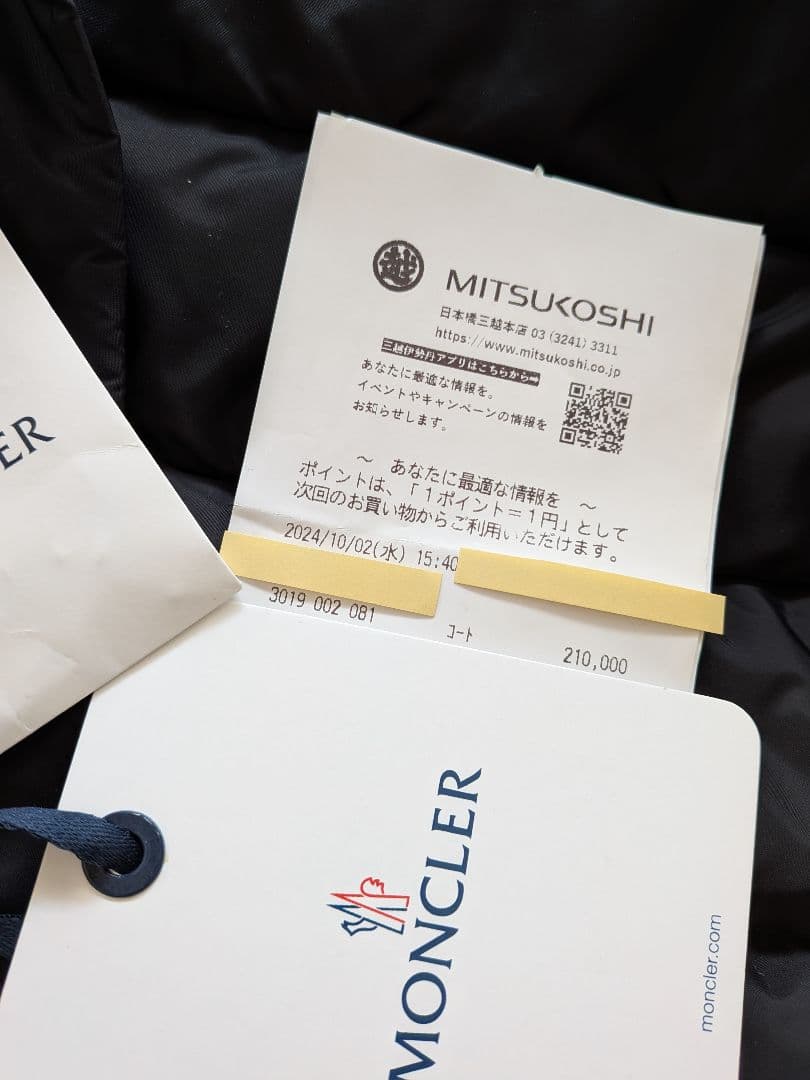 越
MITSUKOSHI
日本橋三越本店 03 (3241) 3311
https://www.mitsukoshi.co.jp
三越伊勢丹アプリはこちらから➡
あなたに最適な情報を。
イベントやキャンペーンの情報を
お知らせします。
～ あなたに最適な情報を ～
ポイントは、「1ポイント＝1円」として
次回のお買い物からご利用いただけます。
2024/10/02(水) 15:40
3019 002 081
コート 210,000
ER
MONCLER
moncler.com